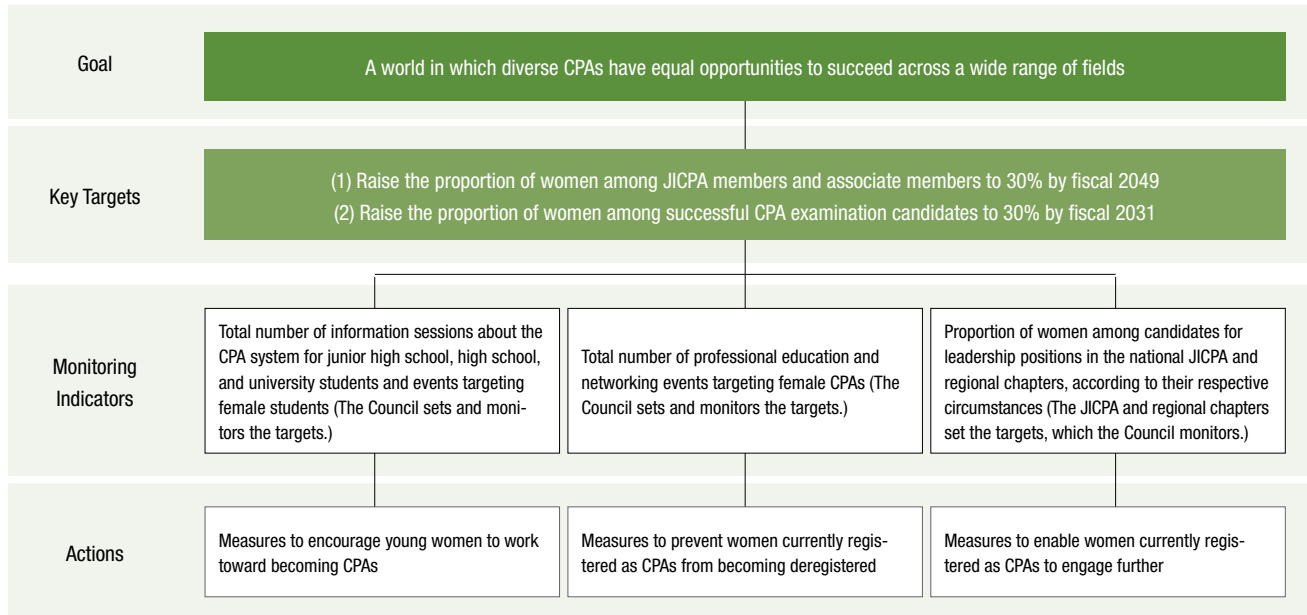 Goal
A world in which diverse CPAs have equal opportunities to succeed across a wide range of fields
Key Targets
(1) Raise the proportion of women among JICPA members and associate members to 30% by fiscal 2049
(2) Raise the proportion of women among successful CPA examination candidates to 30% by fiscal 2031
Monitoring
Indicators
Total number of information sessions about the
CPA system for junior high school, high school,
and university students and events targeting
female students (The Council sets and moni-
tors the targets.)
Total number of professional education and
networking events targeting female CPAs (The
Council sets and monitors the targets.)
Proportion of women among candidates for
leadership positions in the national JICPA and
regional chapters, according to their respective
circumstances (The JICPA and regional chapters
set the targets, which the Council monitors.)
Actions
Measures to encourage young women to work
toward becoming CPAs
Measures to prevent women currently regis-
tered as CPAs from becoming deregistered
Measures to enable women currently regis-
tered as CPAs to engage further